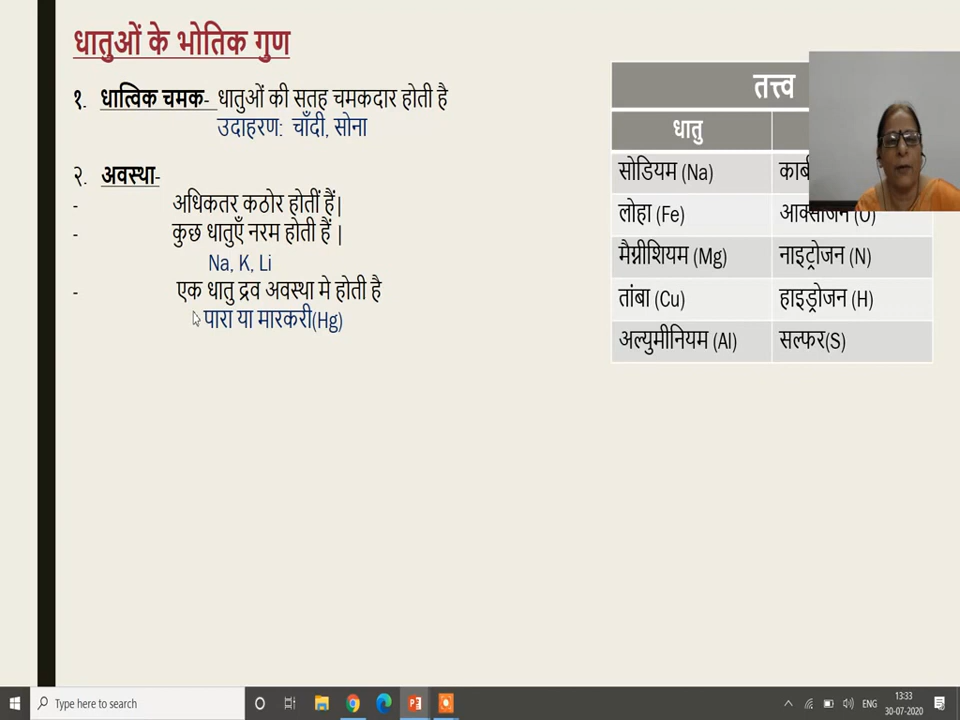 धातुओं के भोतिक गुण
१. धात्विक चमक- धातुओं की सतह चमकदार होती है
उदाहरण: चाँदी, सोना
२. अवस्था-
- अधिकतर कठोर होतीं हैं|
- कुछ धातुएँ नरम होती हैं |
Na, K, Li
- एक धातु द्रव अवस्था मे होती है
पारा या मारकरी(Hg)
तत्त्व
धातु
सोडियम (Na)
लोहा (Fe) आक्सीजन (O)
मैग्नीशियम (Mg) नाइट्रोजन (N)
तांबा (Cu) हाइड्रोजन (H)
अल्युमीनियम (Al) सल्फर(S)
Type here to search
ENG
13:33
30-07-2020